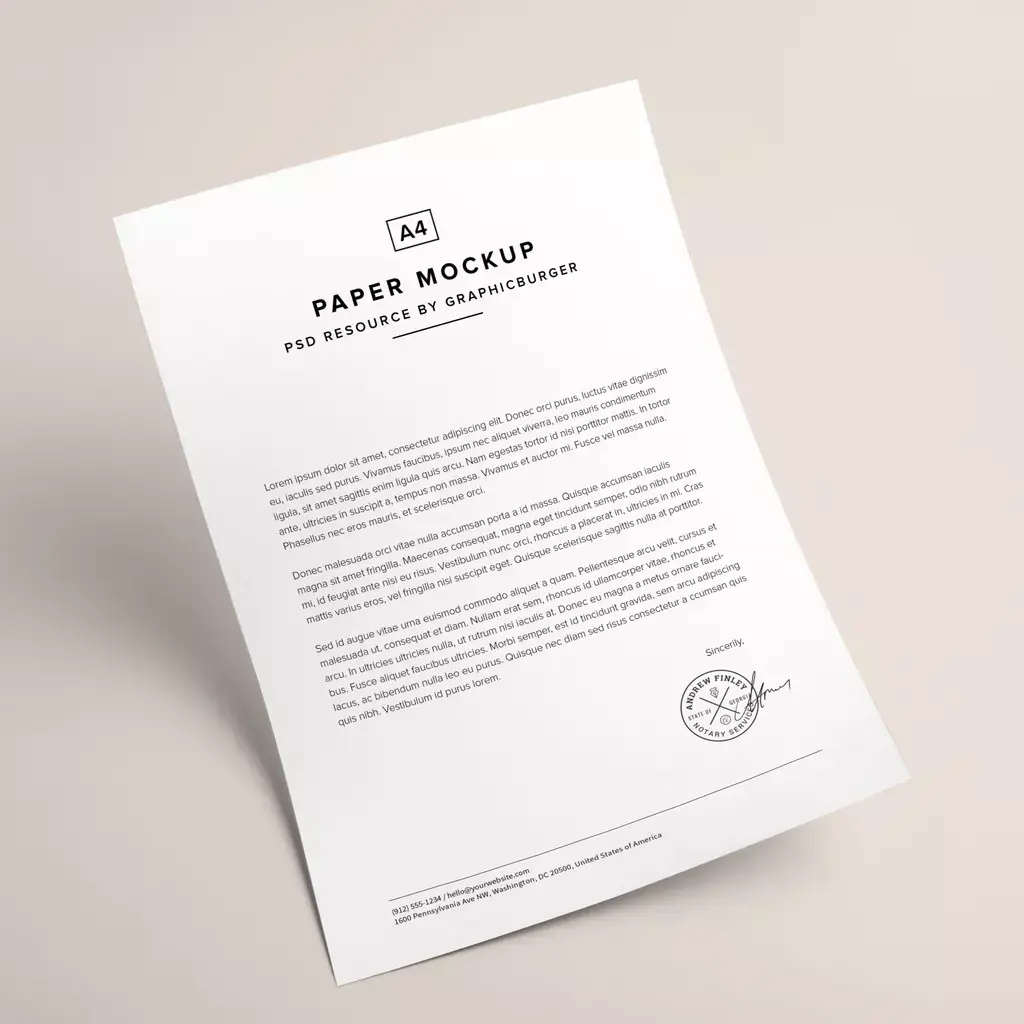 A4
PAPER MOCKUP
PSD RESOURCE BY GRAPHICBURGER
Lorem ipsum dolor sit amet, consectetur adipiscing elit. Donec orci purus, luctus vitae dignissim
eu, iaculis sed purus. Vivamus faucibus, ipsum nec aliquet viverra, leo mauris condimentum
ligula, sit amet sagittis enim ligula quis arcu. Nam egestas tortor id nisi porttitor mattis. In tortor
ante, ultricies in suscipit a, tempus non massa. Vivamus et auctor mi. Fusce vel massa nulla.
Phasellus nec eros mauris, et scelerisque orci.
Donec malesuada orci vitae nulla accumsan porta a id massa. Quisque accumsan iaculis
magna sit amet fringilla. Maecenas consequat, magna eget tincidunt semper, odio nibh rutrum
mi, id feugiat ante nisi eu risus. Vestibulum nunc orci, rhoncus a placerat in, ultricies in mi. Cras
mattis varius eros, vel fringilla nisi suscipit eget. Quisque scelerisque sagittis nulla at porttitor.
Sed id augue vitae urna euismod commodo aliquet a quam. Pellentesque arcu velit, cursus et
malesuada ut, consequat et diam. Nullam erat sem, rhoncus id ullamcorper vitae, rhoncus et
arcu. In ultricies ultricies nulla, ut rutrum nisi iaculis at. Donec eu magna a metus ornare fauci-
bus. Fusce aliquet faucibus ultricies. Morbi semper, est id tincidunt gravida, sem arcu adipiscing
lacus, ac bibendum nulla leo eu purus. Quisque nec diam sed risus consectetur a ccumsan quis
quis nibh. Vestibulum id purus lorem.
Sincerily,
ANDREW FINLEY
STATE OF GEORGIA
NOTARY SERVICE
(912) 555-1234 / hello@yourwebsite.com
1600 Pennsylvania Ave NW, Washington, DC 20500, United States of America